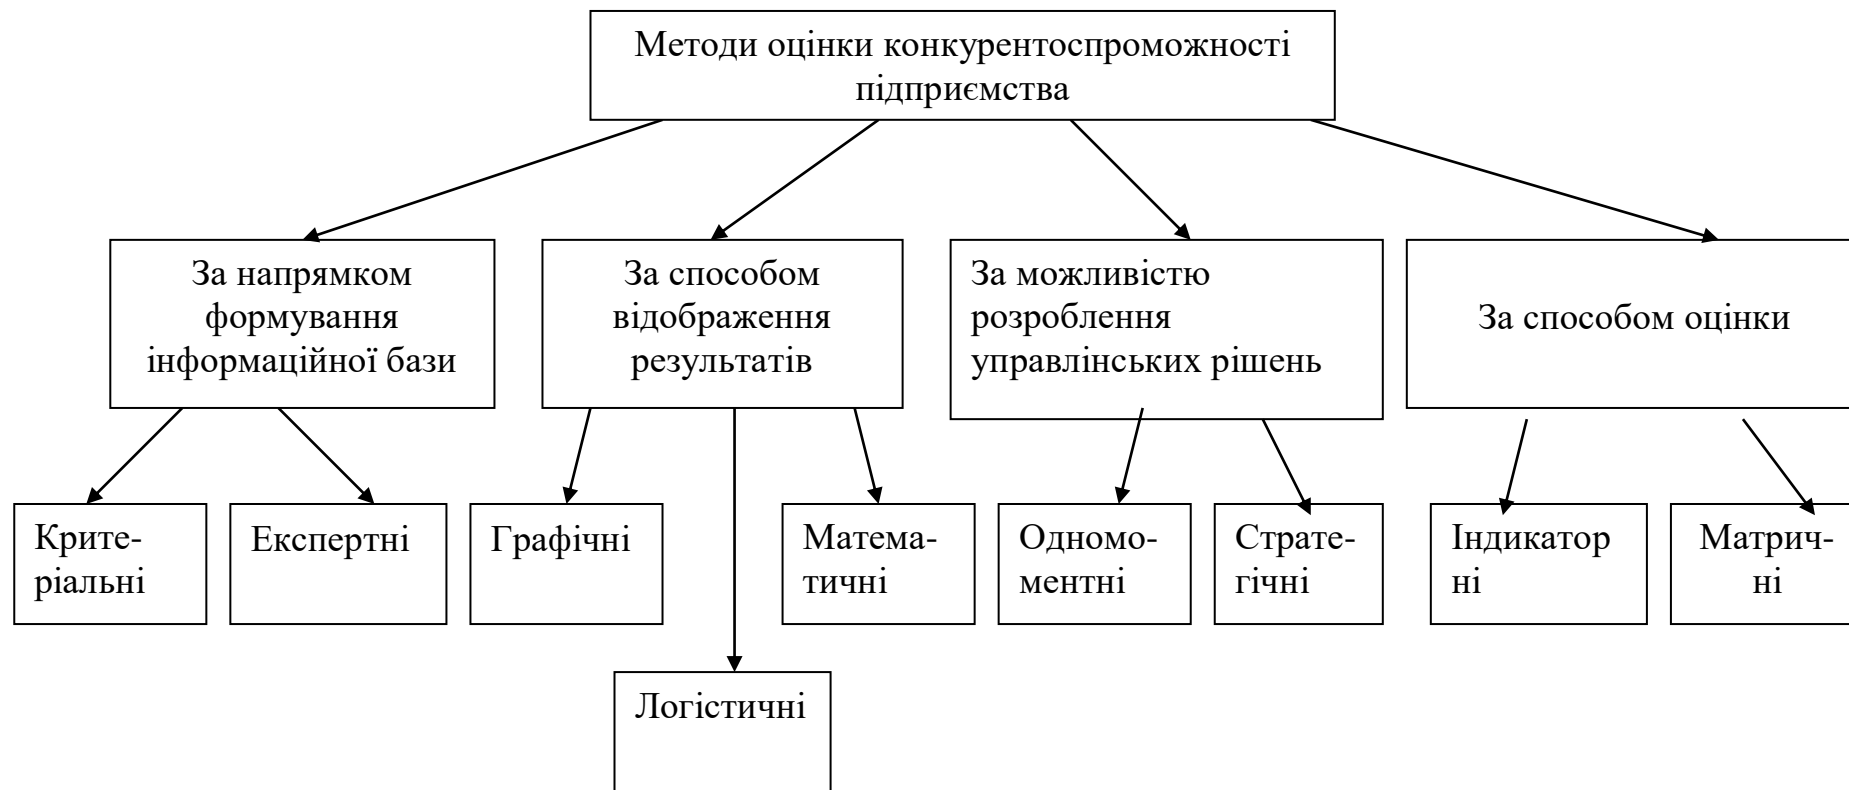 Методи оцінки конкурентоспроможності
підприємства
За напрямком
формування
інформаційної бази
За способом
відображення
результатів
За можливістю
розроблення
управлінських рішень
За способом оцінки
Крите-
ріальні
Експертні
Графічні
Матема-
тичні
Одномо-
ментні
Страте-
гічні
Індикатор
ні
Матрич-
ні
Логістичні